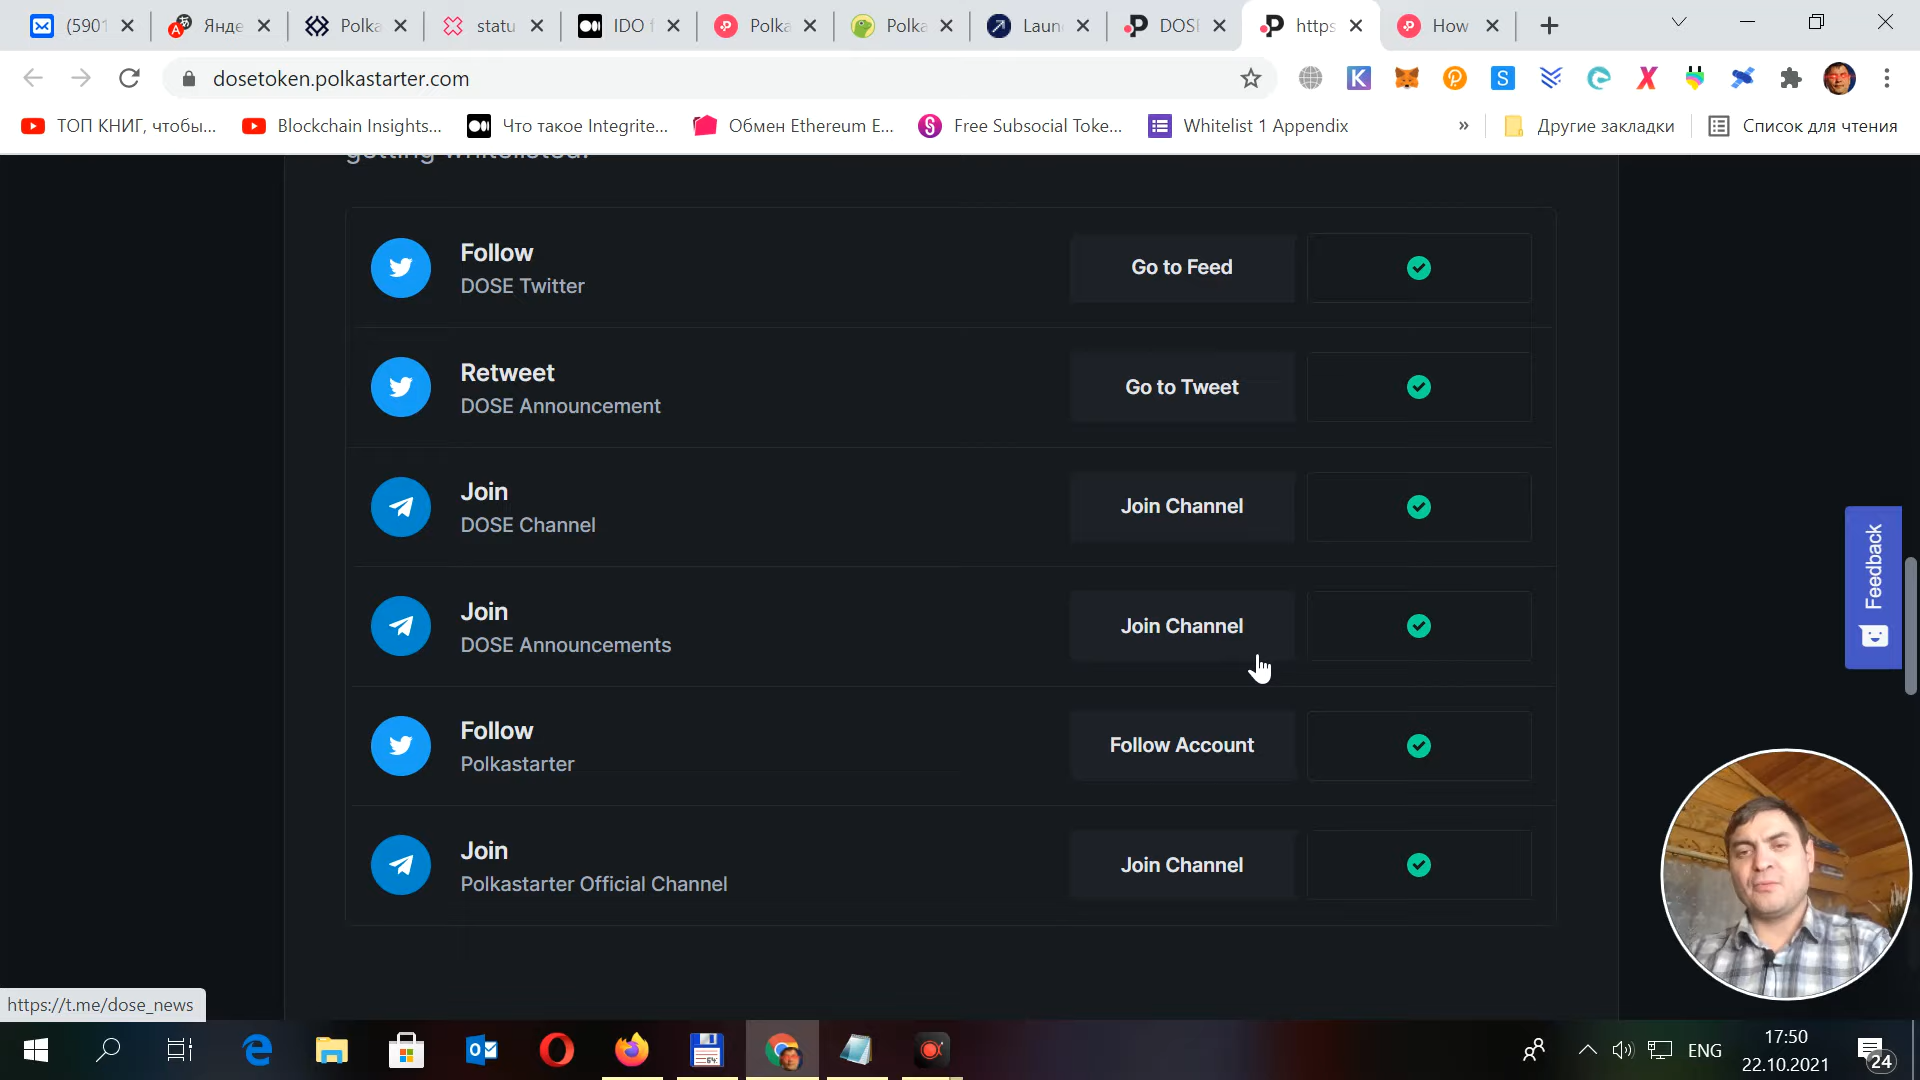 (5901
Янде
Polka
statu
IDO f
Polka
Polka
Laun
DOSE
https
How
dosetoken.polkastarter.com
ТОП КНИГ, чтобы...
Blockchain Insights...
Что такое Integrite...
Обмен Ethereum E...
Free Subsocial Toke...
Whitelist 1 Appendix
»
Другие закладки
Список для чтения
getting whitelisted.
Follow
DOSE Twitter
Go to Feed
Retweet
DOSE Announcement
Go to Tweet
Join
DOSE Channel
Join Channel
Join
DOSE Announcements
Join Channel
Follow
Polkastarter
Follow Account
Join
Polkastarter Official Channel
Join Channel
Feedback
https://t.me/dose_news
ENG
17:50
22.10.2021
24